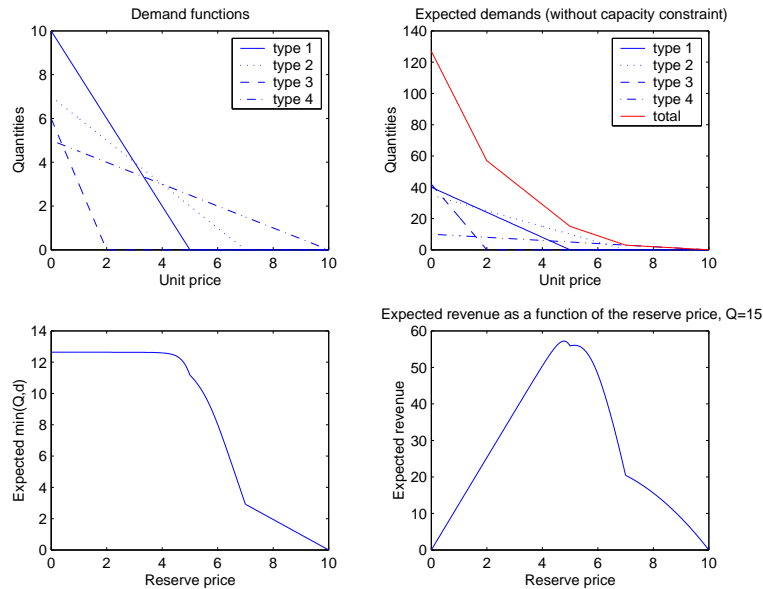 Demand functions
10
8
6
4
2
0
0 2 4 6 8 10
Quantities
Unit price
type 1
type 2
type 3
type 4
Expected demands (without capacity constraint)
140
120
100
80
60
40
20
0
0 2 4 6 8 10
Quantities
Unit price
type 1
type 2
type 3
type 4
total
14
12
10
8
6
4
2
0
0 2 4 6 8 10
Expected min(Q,d)
Reserve price
Expected revenue as a function of the reserve price, Q=15
60
50
40
30
20
10
0
0 2 4 6 8 10
Expected revenue
Reserve price